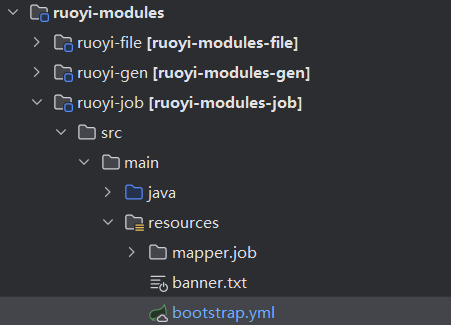 ruoyi-modules
ruoyi-file [ruoyi-modules-file]
ruoyi-gen [ruoyi-modules-gen]
ruoyi-job [ruoyi-modules-job]
src
main
java
resources
mapper.job
banner.txt
bootstrap.yml